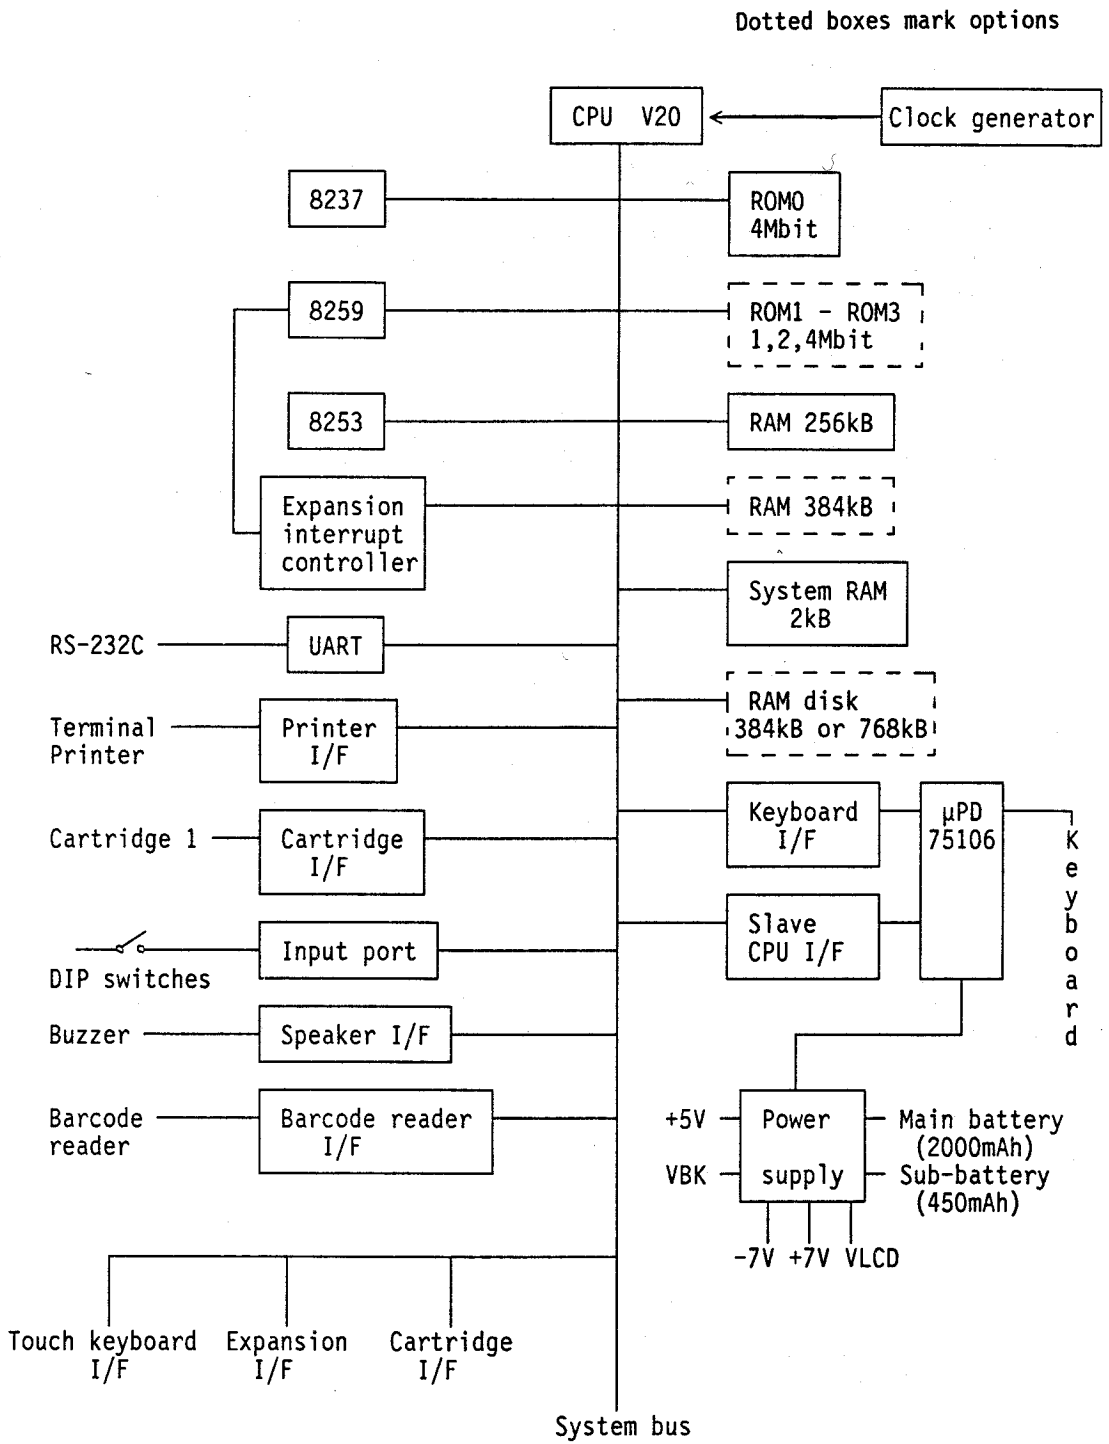 Dotted boxes mark options
CPU V20
Clock generator
8237
ROM0
4Mbit
8259
ROM1 - ROM3
1,2,4Mbit
8253
RAM 256kB
Expansion
interrupt
controller
RAM 384kB
System RAM
2kB
RS-232C
UART
RAM disk
384kB or 768kB
Terminal
Printer
Printer
I/F
Keyboard
I/F
µPD
75106
Keyboard
Cartridge 1
Cartridge
I/F
Slave
CPU I/F
DIP switches
Input port
Buzzer
Speaker I/F
Barcode
reader
Barcode reader
I/F
+5V
VBK
Power
supply
Main battery
(2000mAh)
Sub-battery
(450mAh)
-7V +7V VLCD
Touch keyboard
I/F
Expansion
I/F
Cartridge
I/F
System bus